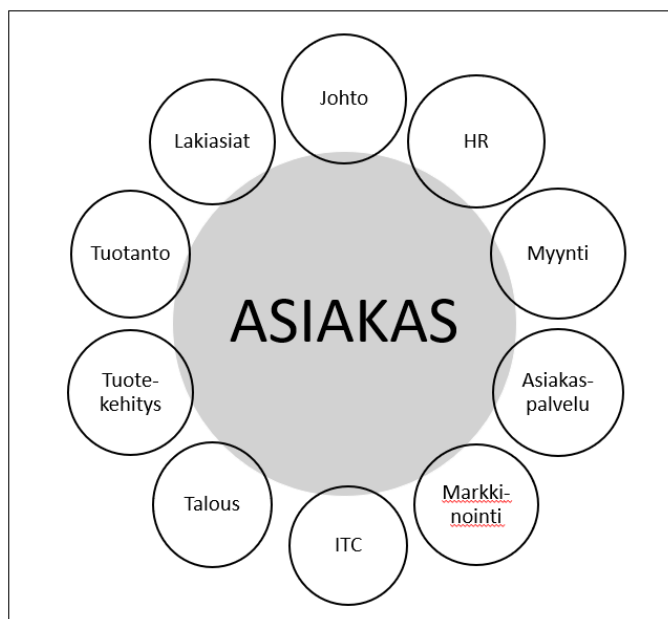 Johto
HR
Myynti
Asiakas-
palvelu
Markki-
nointi
ITC
Talous
Tuote-
kehitys
Tuotanto
Lakiasiat
ASIAKAS